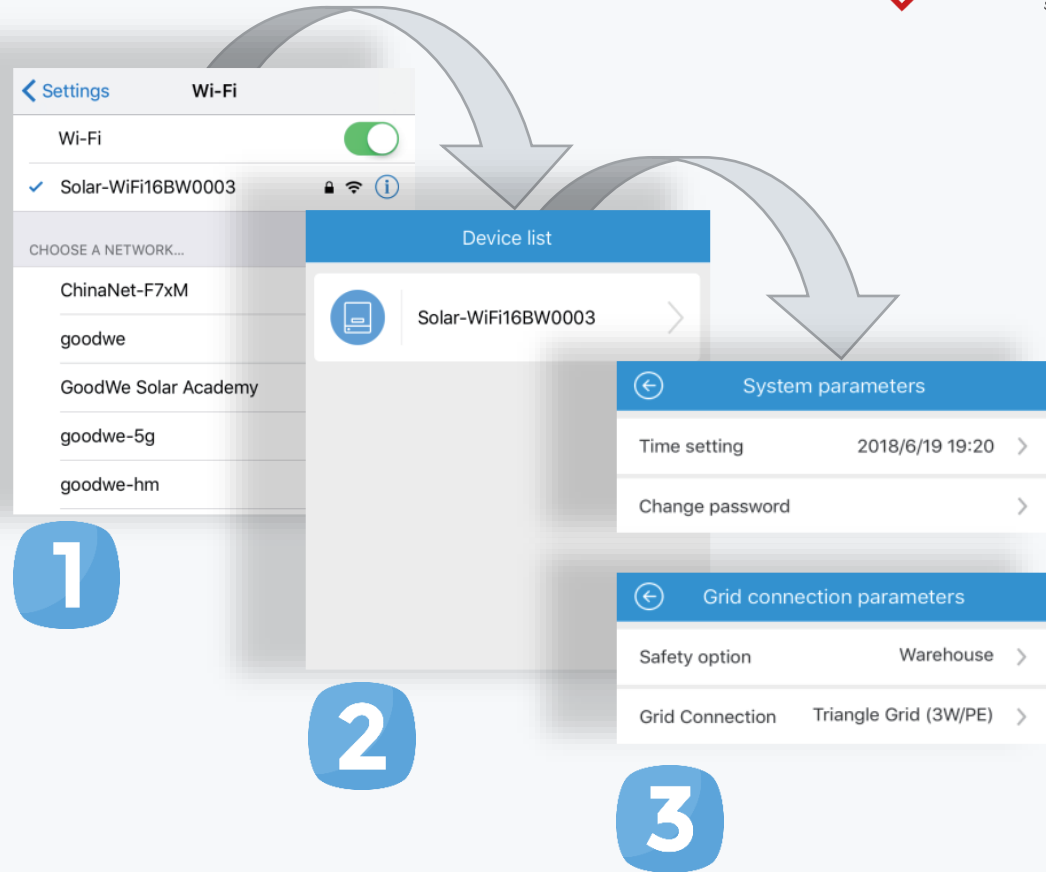 Settings Wi-Fi
Wi-Fi
Solar-WiFi16BW0003
CHOOSE A NETWORK...
ChinaNet-F7xM
goodwe
GoodWe Solar Academy
goodwe-5g
goodwe-hm
1
Device list
Solar-WiFi16BW0003
2
System parameters
Time setting 2018/6/19 19:20
Change password
Grid connection parameters
Safety option Warehouse
Grid Connection Triangle Grid (3W/PE)
3